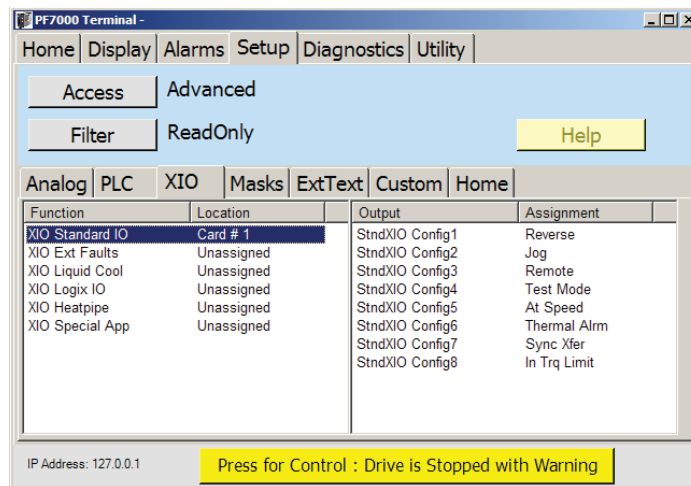 PF7000 Terminal -
Home Display Alarms Setup Diagnostics Utility
Access Advanced
Filter ReadOnly Help
Analog PLC XIO Masks ExtText Custom Home
Function Location Output Assignment
XIO Standard IO Card # 1 StndXIO Config1 Reverse
XIO Ext Faults Unassigned StndXIO Config2 Jog
XIO Liquid Cool Unassigned StndXIO Config3 Remote
XIO Logix IO Unassigned StndXIO Config4 Test Mode
XIO Heatpipe Unassigned StndXIO Config5 At Speed
XIO Special App Unassigned StndXIO Config6 Thermal Alrm
StndXIO Config7 Sync Xfer
StndXIO Config8 In Trq Limit
IP Address: 127.0.0.1 Press for Control : Drive is Stopped with Warning